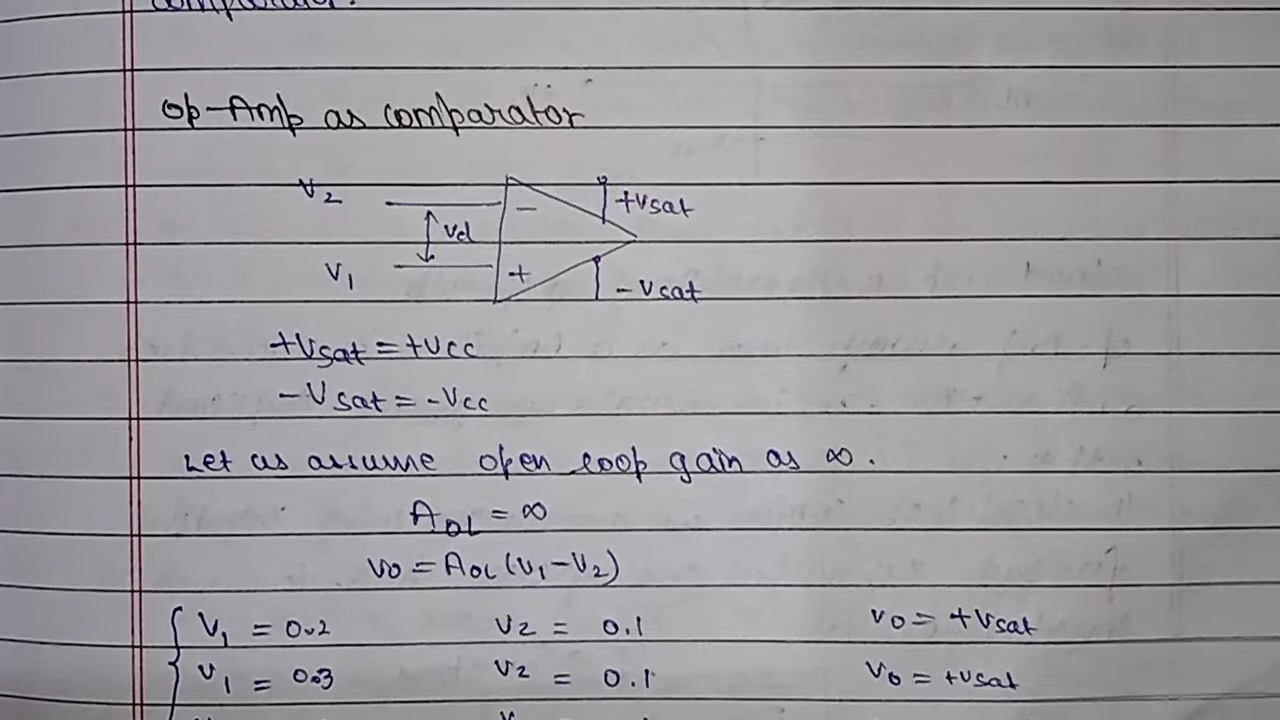 comparator.
Op-Amp as comparator
V2
-
+Vsat
Vd
V1
+
-Vsat
+Vsat = +Vcc
-Vsat = -Vcc
Let us assume open loop gain as ∞.
AOL = ∞
Vo = AOL (V1-V2)
V1 = 0.2 V2 = 0.1 Vo = +Vsat
V1 = 0.3 V2 = 0.1 Vo = +Vsat